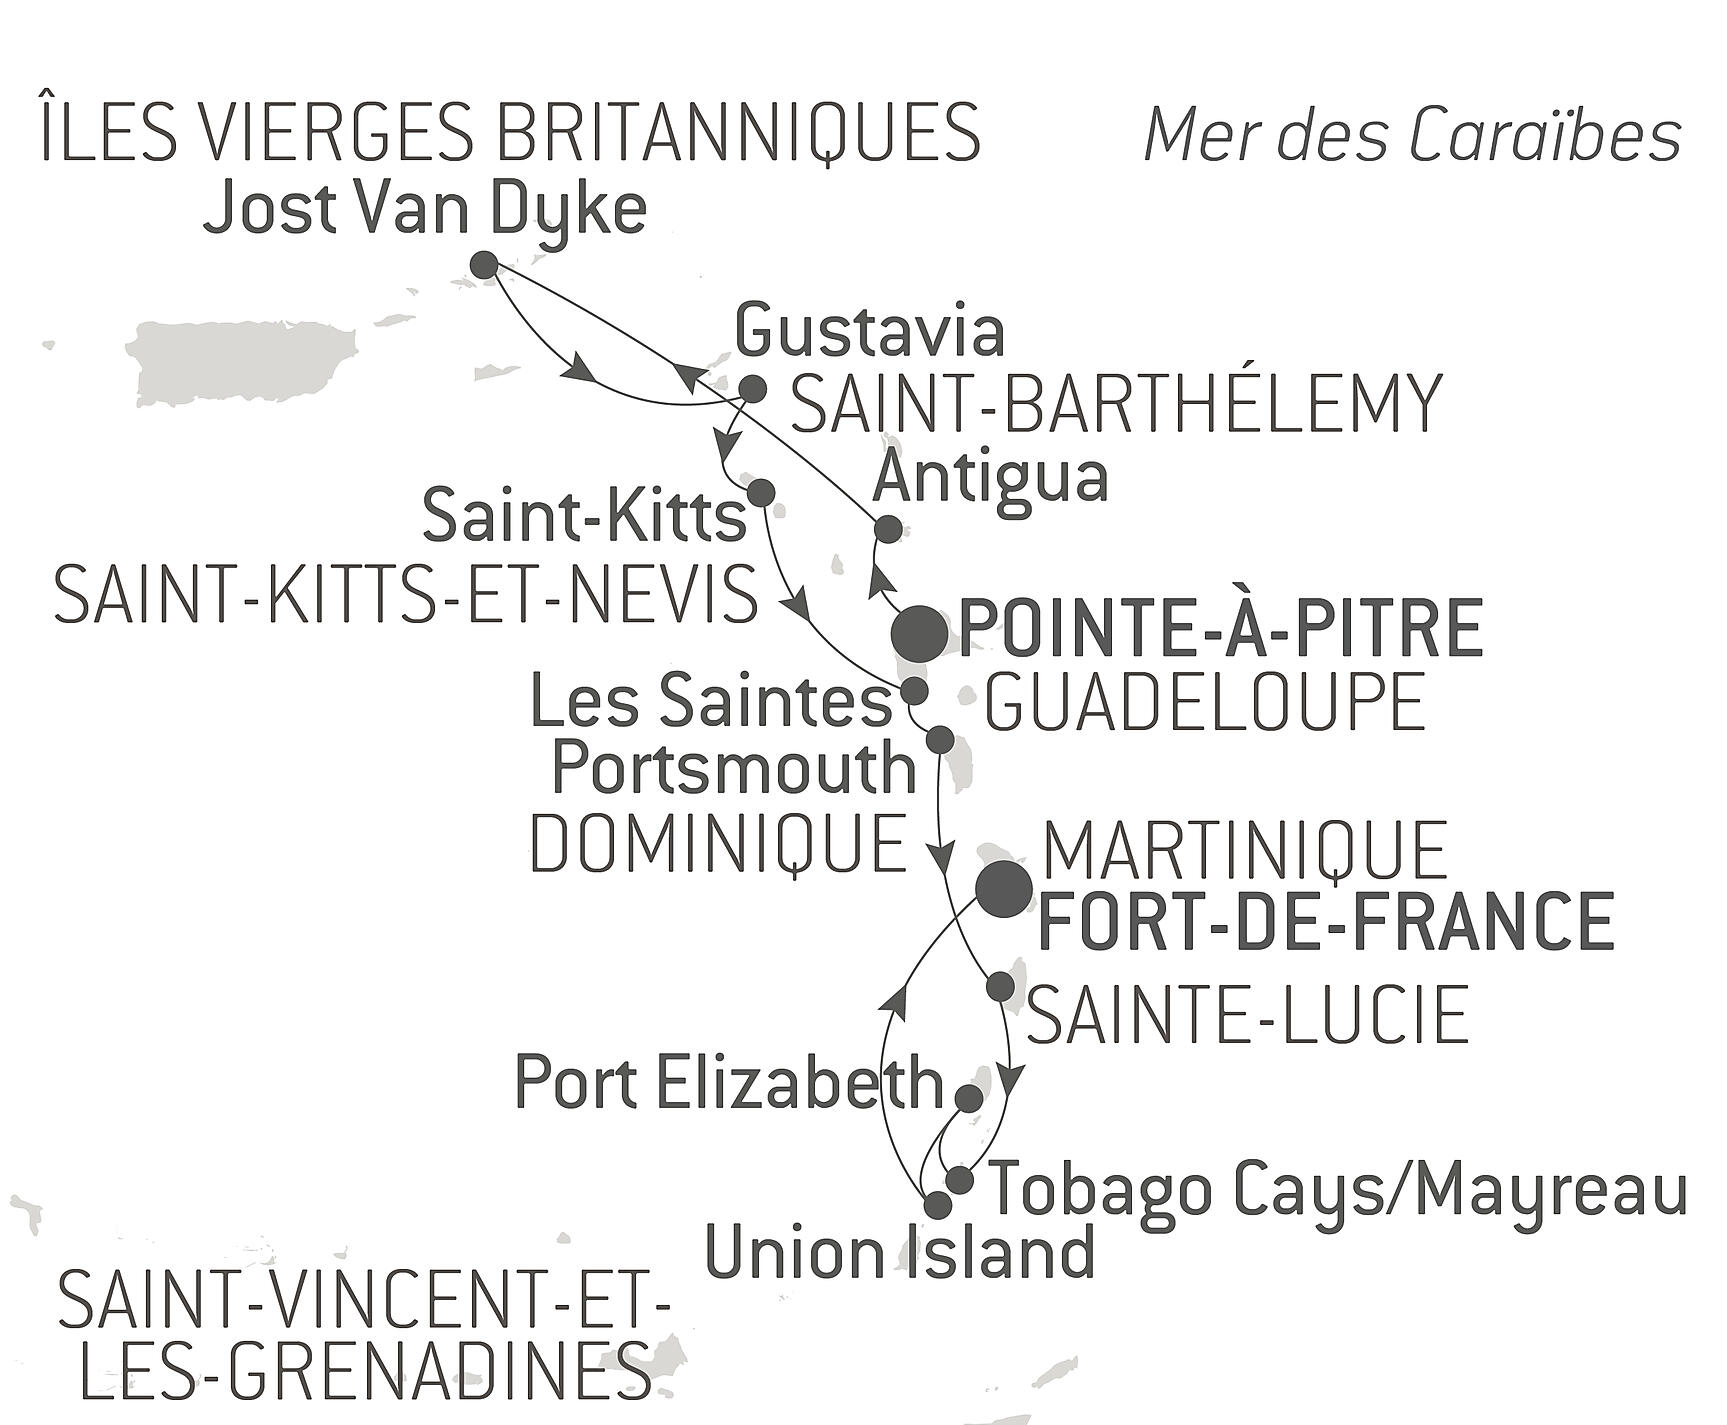 ÎLES VIERGES BRITANNIQUES
Mer des Caraïbes
Jost Van Dyke
Gustavia
SAINT-BARTHÉLEMY
Antigua
Saint-Kitts
SAINT-KITTS-ET-NEVIS
POINTE-À-PITRE
GUADELOUPE
Les Saintes
Portsmouth
DOMINIQUE
MARTINIQUE
FORT-DE-FRANCE
SAINTE-LUCIE
Port Elizabeth
Tobago Cays/Mayreau
Union Island
SAINT-VINCENT-ET-
LES-GRENADINES